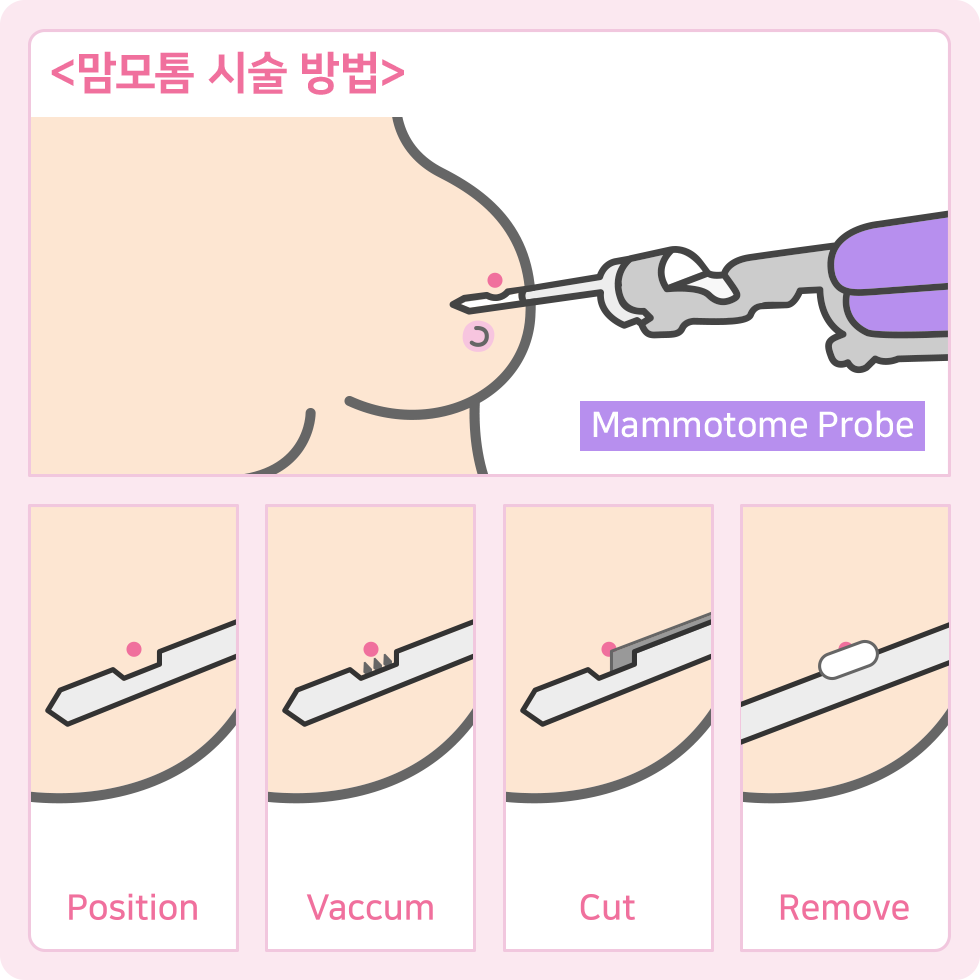 <맘모톰 시술 방법>
Mammotome Probe
Position
Vaccum
Cut
Remove